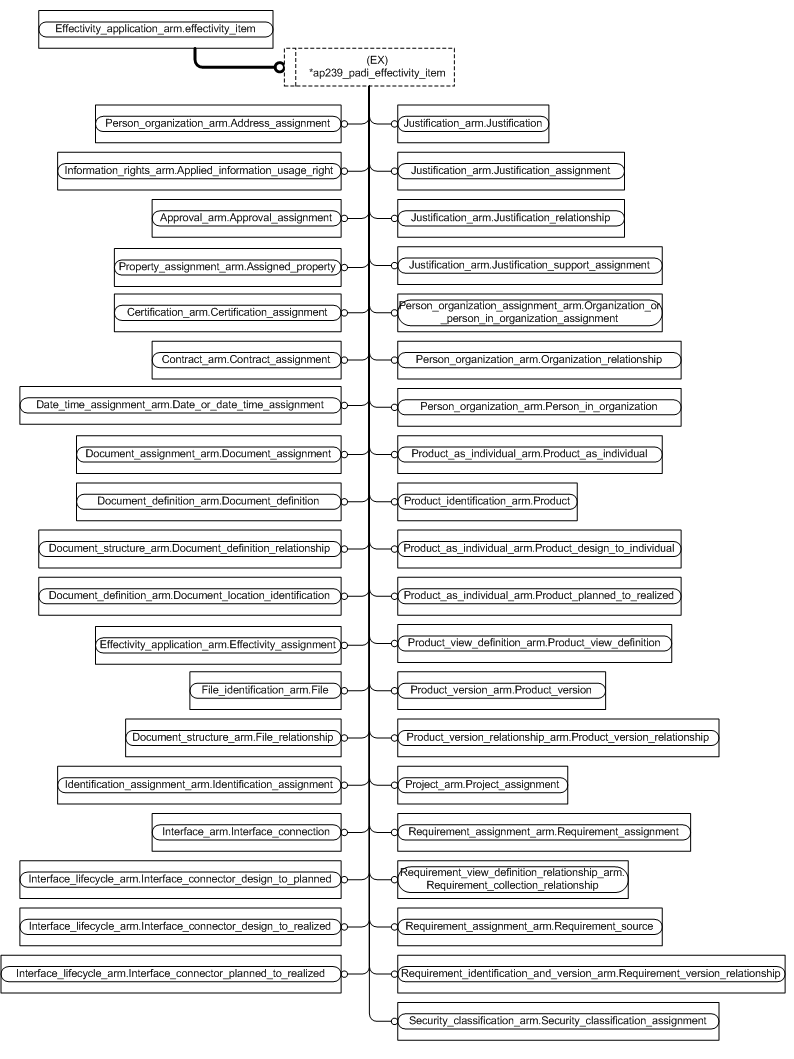 Effectivity_application_arm.effectivity_item
(EX)
*ap239_padi_effectivity_item
Person_organization_arm.Address_assignment
Justification_arm.Justification
Information_rights_arm.Applied_information_usage_right
Justification_arm.Justification_assignment
Approval_arm.Approval_assignment
Justification_arm.Justification_relationship
Property_assignment_arm.Assigned_property
Justification_arm.Justification_support_assignment
Certification_arm.Certification_assignment
Person_organization_assignment_arm.Organization_or
_person_in_organization_assignment
Contract_arm.Contract_assignment
Person_organization_arm.Organization_relationship
Date_time_assignment_arm.Date_or_date_time_assignment
Person_organization_arm.Person_in_organization
Document_assignment_arm.Document_assignment
Product_as_individual_arm.Product_as_individual
Document_definition_arm.Document_definition
Product_identification_arm.Product
Document_structure_arm.Document_definition_relationship
Product_as_individual_arm.Product_design_to_individual
Document_definition_arm.Document_location_identification
Product_as_individual_arm.Product_planned_to_realized
Effectivity_application_arm.Effectivity_assignment
Product_view_definition_arm.Product_view_definition
File_identification_arm.File
Product_version_arm.Product_version
Document_structure_arm.File_relationship
Product_version_relationship_arm.Product_version_relationship
Identification_assignment_arm.Identification_assignment
Project_arm.Project_assignment
Interface_arm.Interface_connection
Requirement_assignment_arm.Requirement_assignment
Interface_lifecycle_arm.Interface_connector_design_to_planned
Requirement_view_definition_relationship_arm.
Requirement_collection_relationship
Interface_lifecycle_arm.Interface_connector_design_to_realized
Requirement_assignment_arm.Requirement_source
Interface_lifecycle_arm.Interface_connector_planned_to_realized
Requirement_identification_and_version_arm.Requirement_version_relationship
Security_classification_arm.Security_classification_assignment